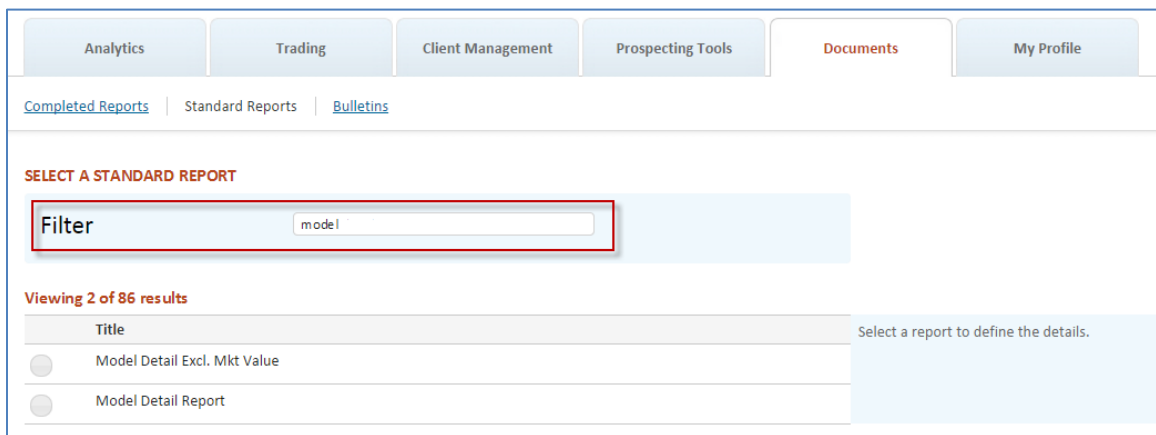 Analytics Trading Client Management Prospecting Tools Documents My Profile
Completed Reports Standard Reports Bulletins
SELECT A STANDARD REPORT
Filter model
Viewing 2 of 86 results
Title
Select a report to define the details.
Model Detail Excl. Mkt Value
Model Detail Report